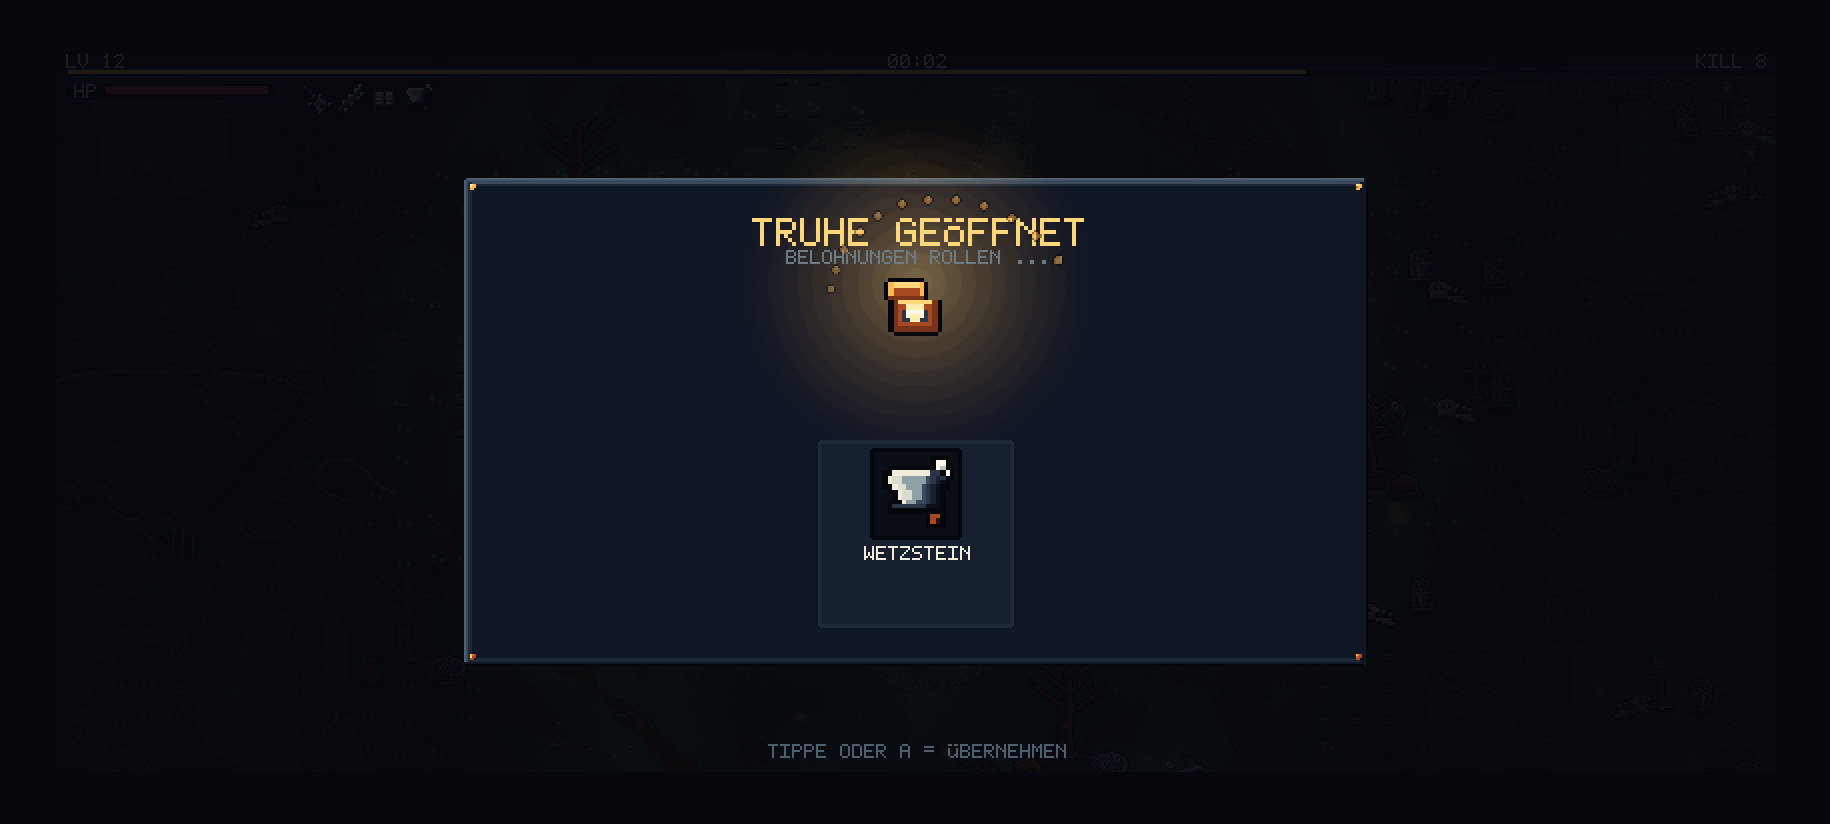 LV 12
00:02
KILL 8
HP
TRUHE GEöFFNET
BELOHNUNGEN ROLLEN ...
WETZSTEIN
TIPPE ODER A = üBERNEHMEN